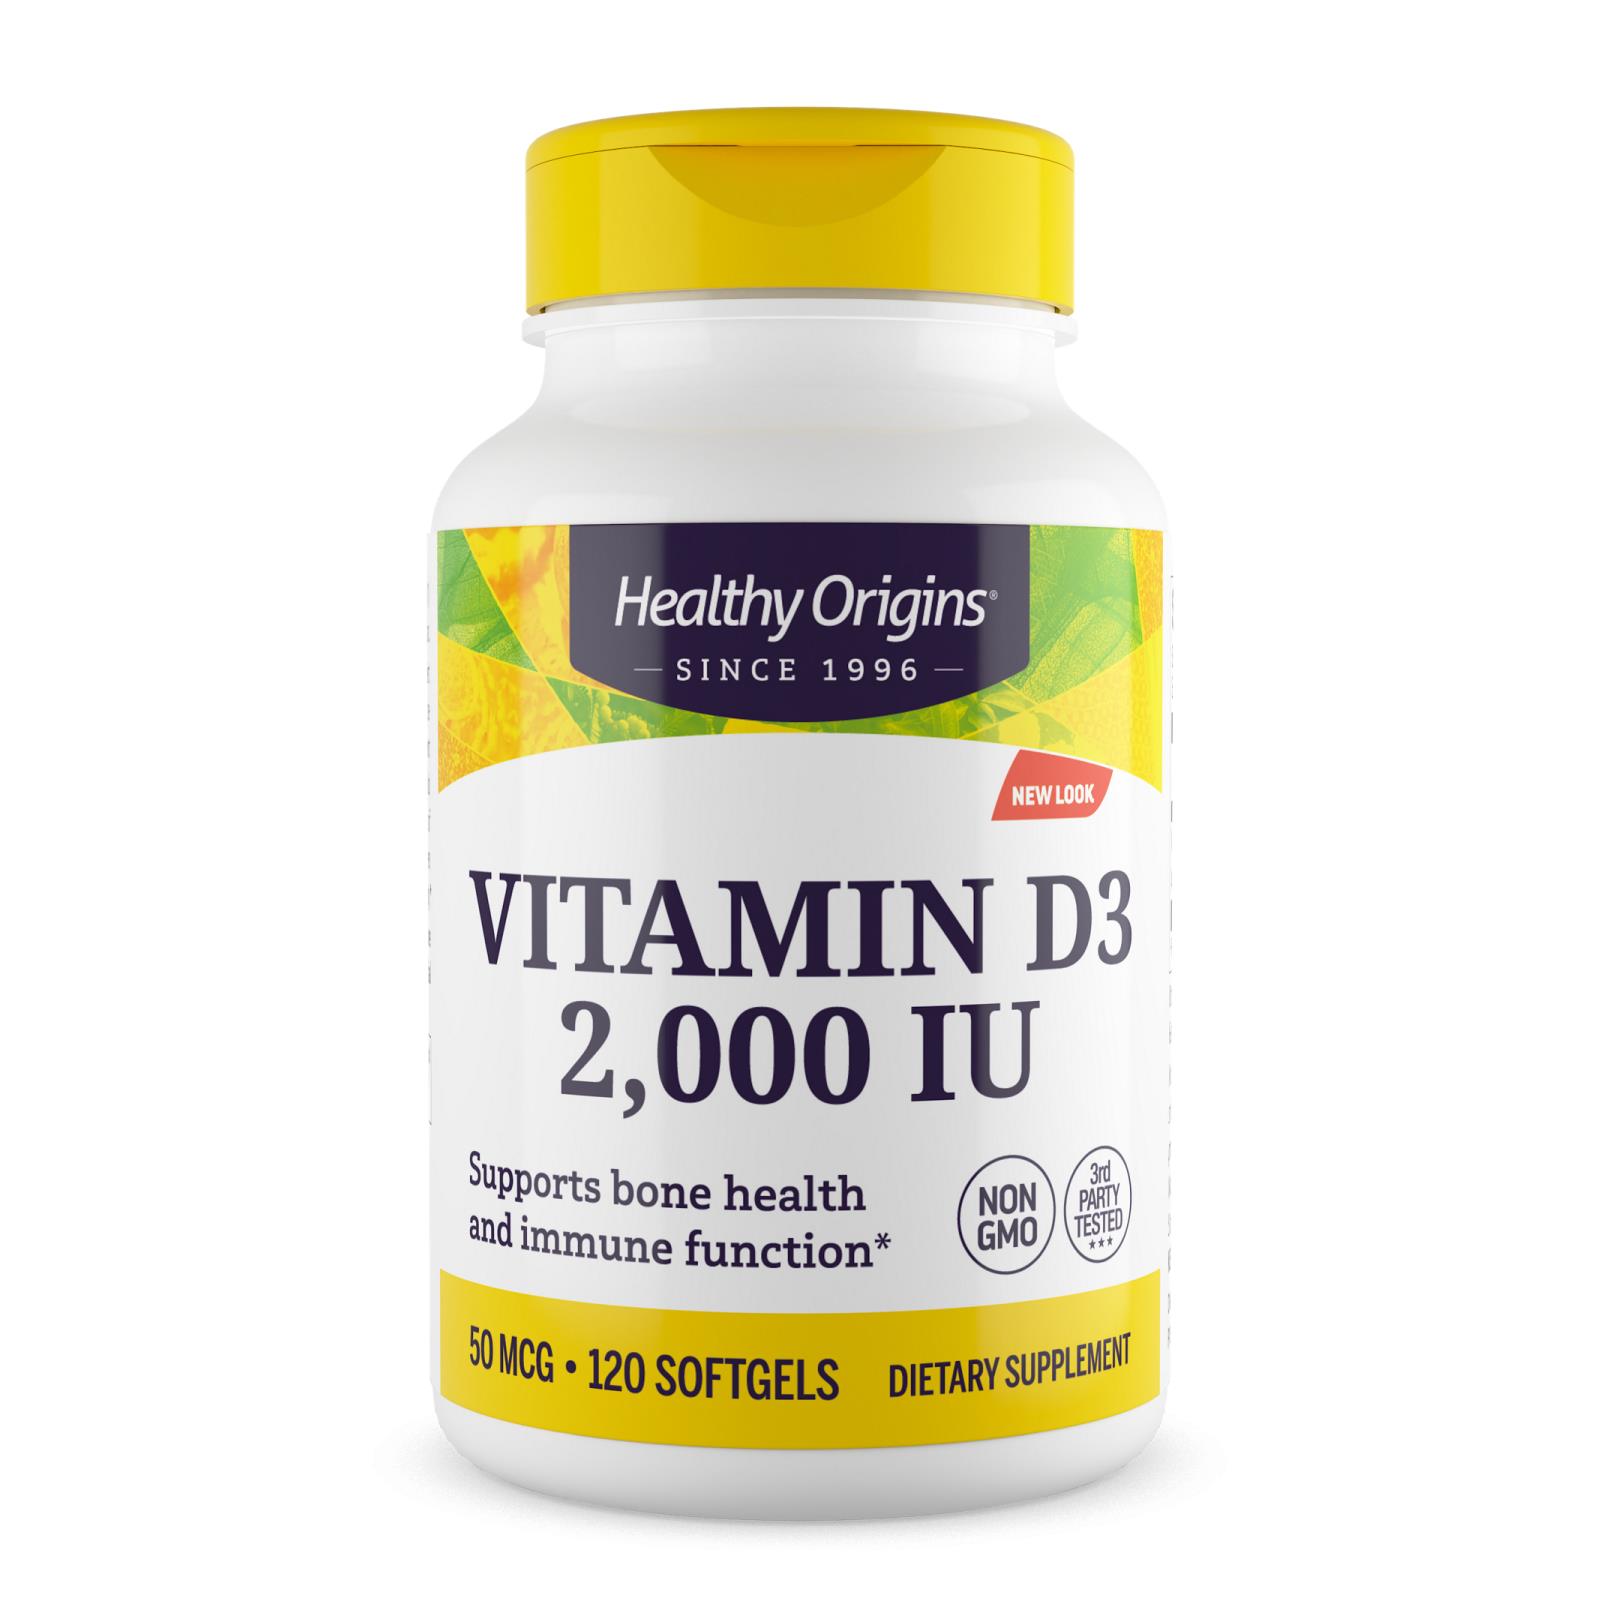 Healthy Origins®
SINCE 1996
NEW LOOK
VITAMIN D3
2,000 IU
Supports bone health
and immune function*
NON
GMO
3rd
PARTY
TESTED
50 MCG • 120 SOFTGELS
DIETARY SUPPLEMENT